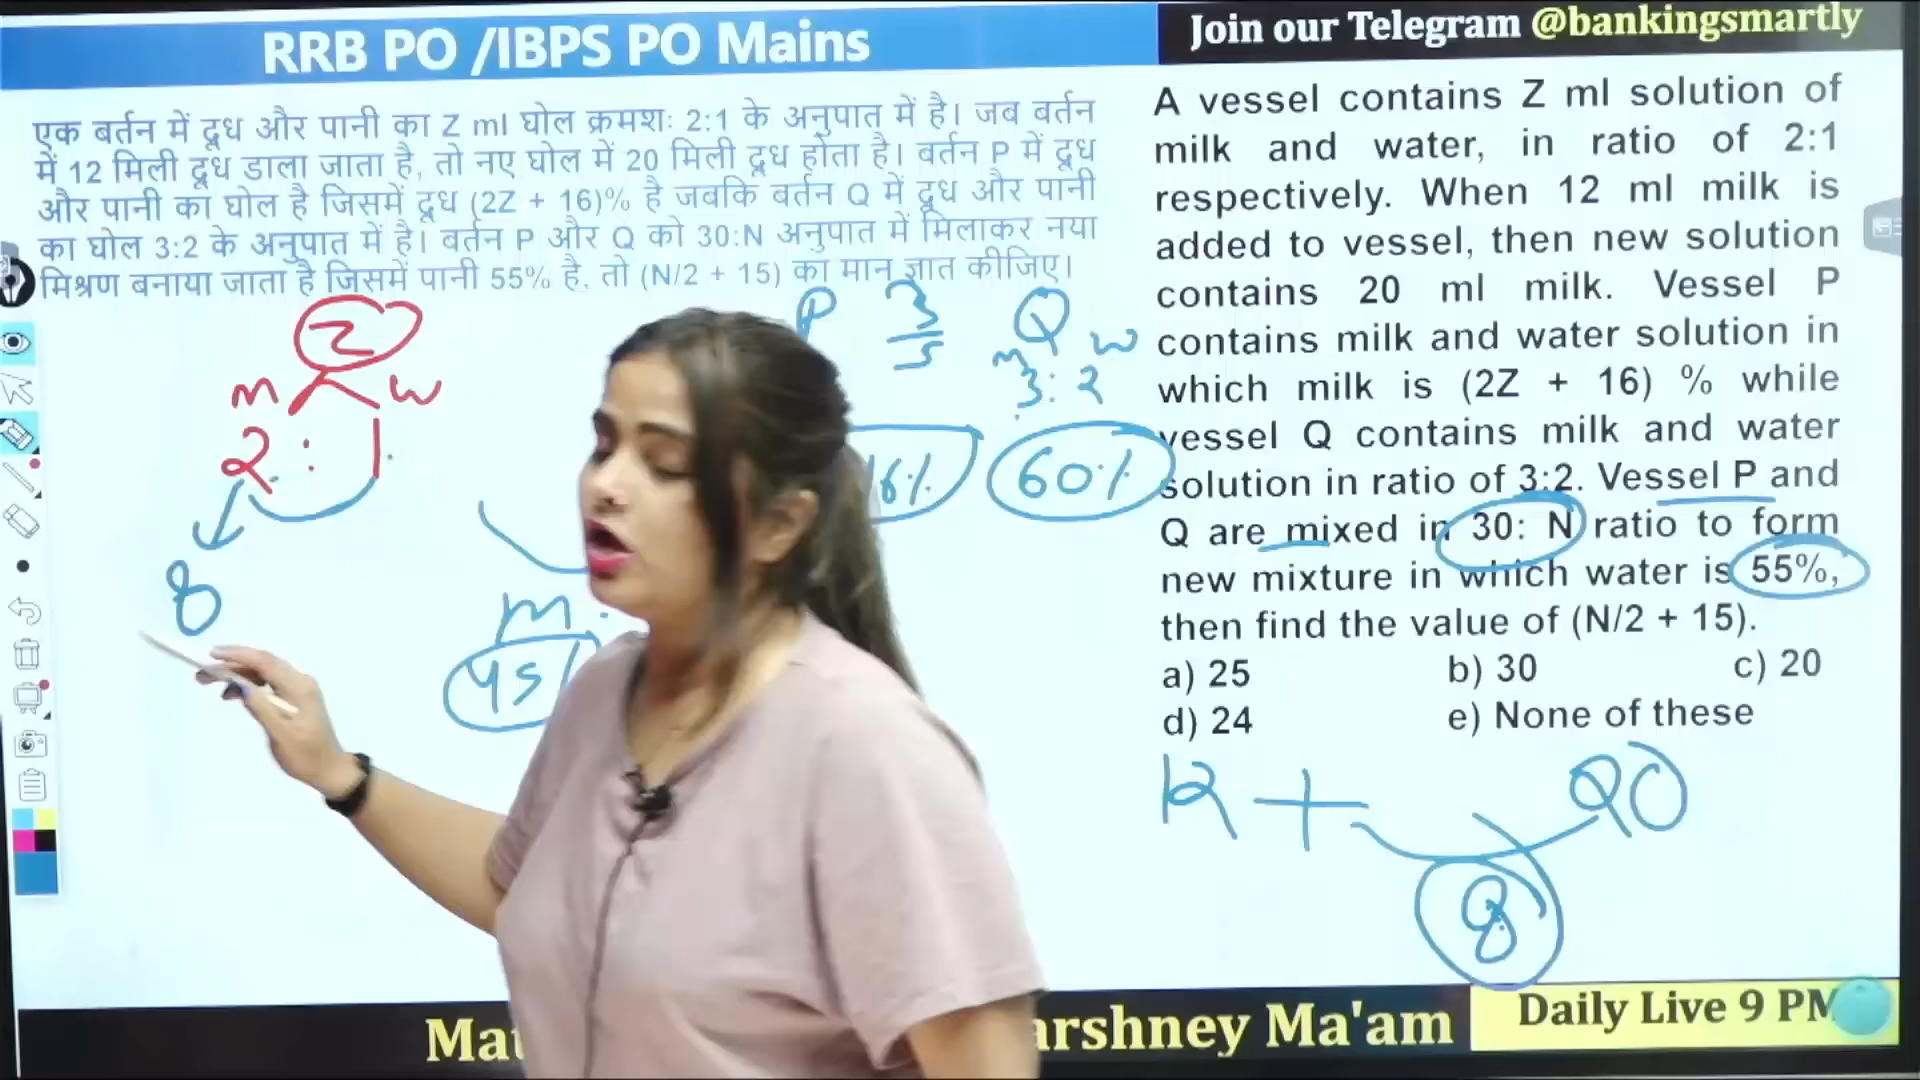 RRB PO /IBPS PO Mains
Join our Telegram @bankingsmartly
एक बर्तन में दूध और पानी का Z ml घोल क्रमशः 2:1 के अनुपात में है। जब बर्तन
में 12 मिली दूध डाला जाता है, तो नए घोल में 20 मिली दूध होता है। बर्तन P में दूध
और पानी का घोल है जिसमें दूध (2Z + 16)% है जबकि बर्तन Q में दूध और पानी
का घोल 3:2 के अनुपात में है। बर्तन P और Q को 30:N अनुपात में मिलाकर नया
मिश्रण बनाया जाता है जिसमें पानी 55% है, तो (N/2 + 15) का मान ज्ञात कीजिए।
A vessel contains Z ml solution of
milk and water, in ratio of 2:1
respectively. When 12 ml milk is
added to vessel, then new solution
contains 20 ml milk. Vessel P
contains milk and water solution in
which milk is (2Z + 16) % while
vessel Q contains milk and water
solution in ratio of 3:2. Vessel P and
Q are mixed in 30: N ratio to form
new mixture in which water is 55%,
then find the value of (N/2 + 15).
a) 25 b) 30 c) 20
d) 24 e) None of these
Z
m w
2 : 1
8
P 3/5 Q
m w
3 : 2
6% 60%
m :
45
12 + 20
8
Mat
arshney Ma'am
Daily Live 9 PM